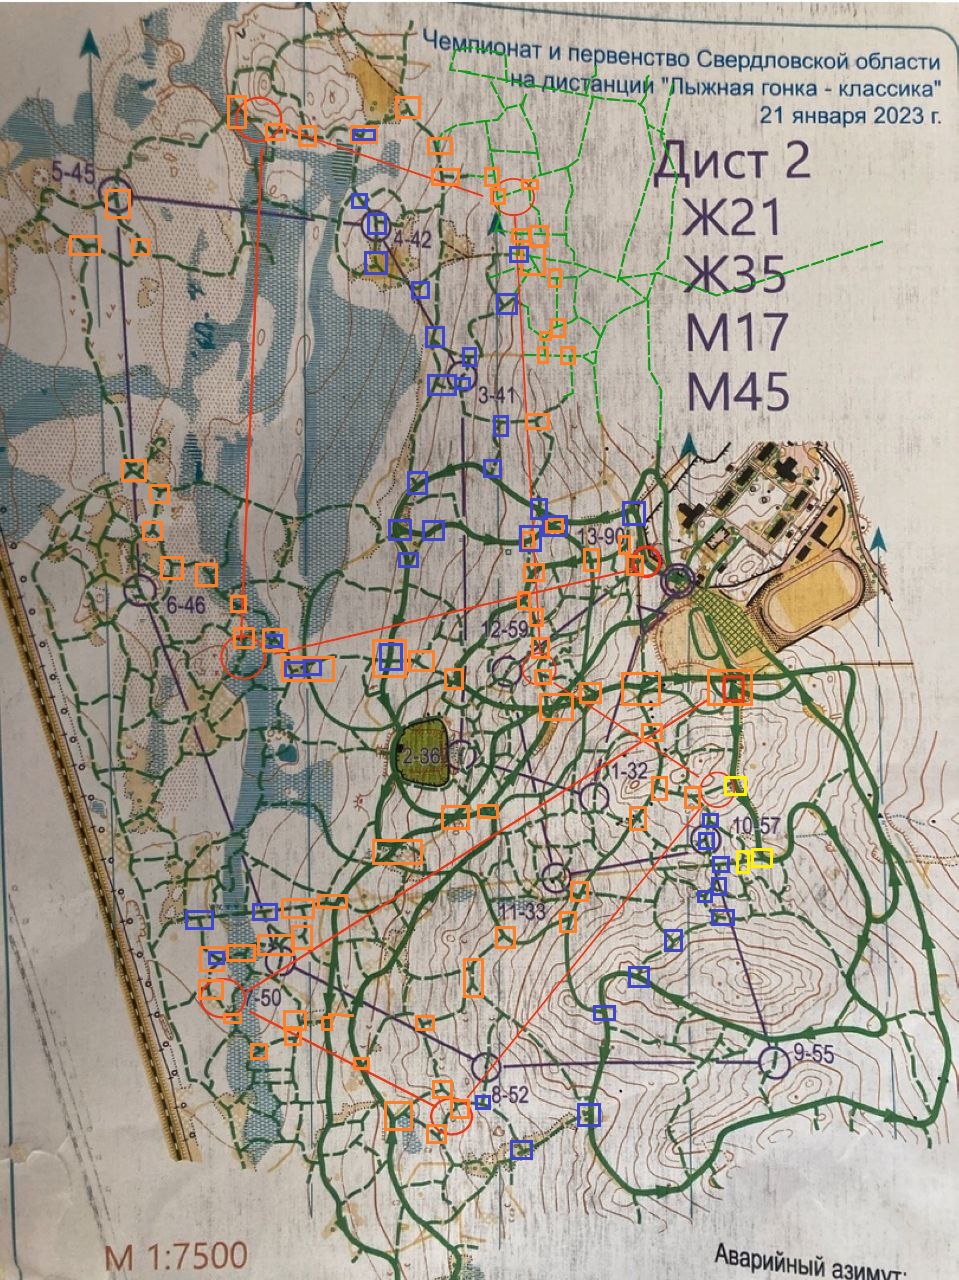 Чемпионат и первенство Свердловской области
на дистанции "Лыжная гонка - классика"
21 января 2023 г.
Дист 2
Ж21
Ж35
М17
М45
5-45
4-42
3-41
13-90
6-46
12-59
2-36
1-32
10-57
11-33
7-50
9-55
8-52
М 1:7500
Аварийный азимут: